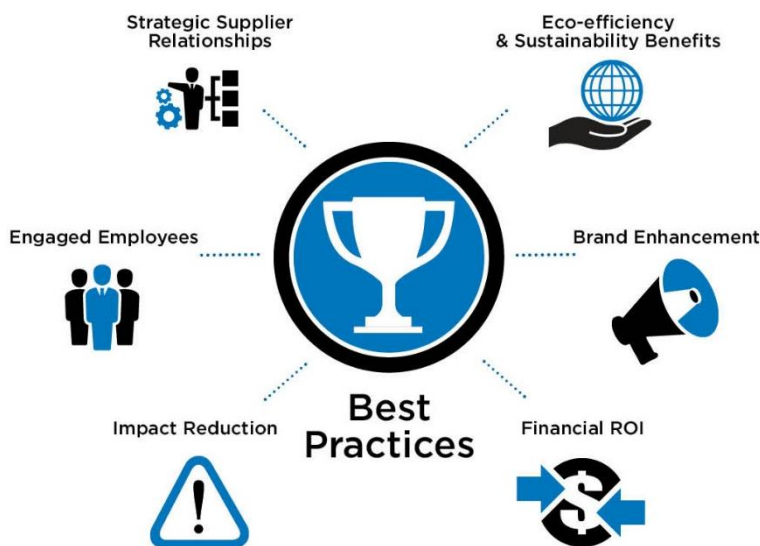 Strategic Supplier
Relationships
Eco-efficiency
& Sustainability Benefits
Engaged Employees
Brand Enhancement
Impact Reduction
Best
Practices
Financial ROI